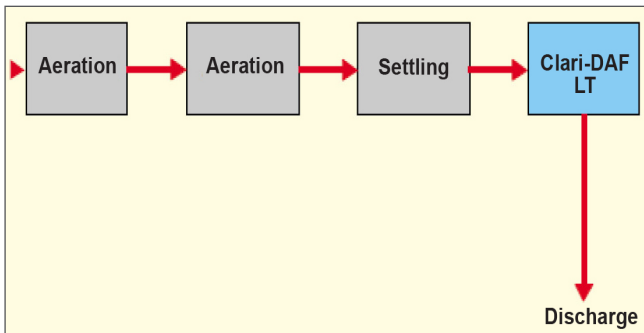 Aeration
Aeration
Settling
Clari-DAF
LT
Discharge